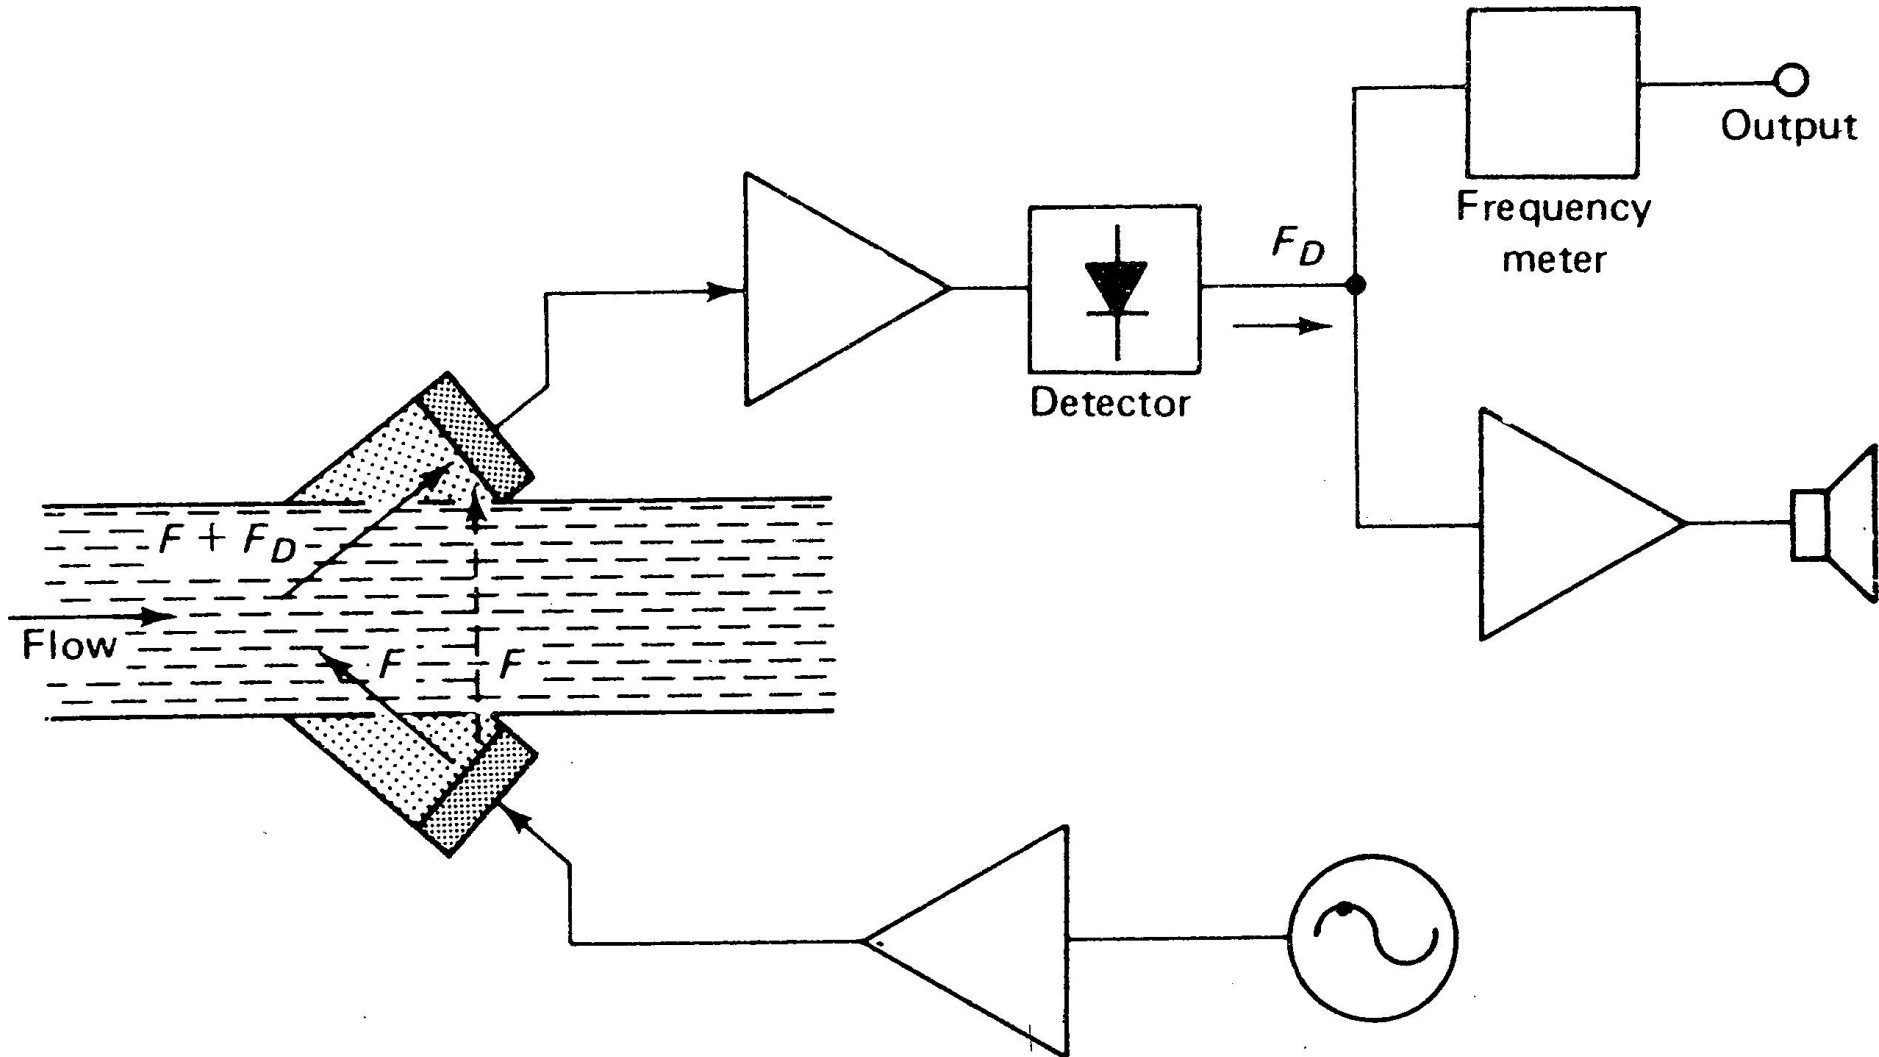 Output
Frequency
meter
F_D
Detector
F + F_D
Flow
F
F